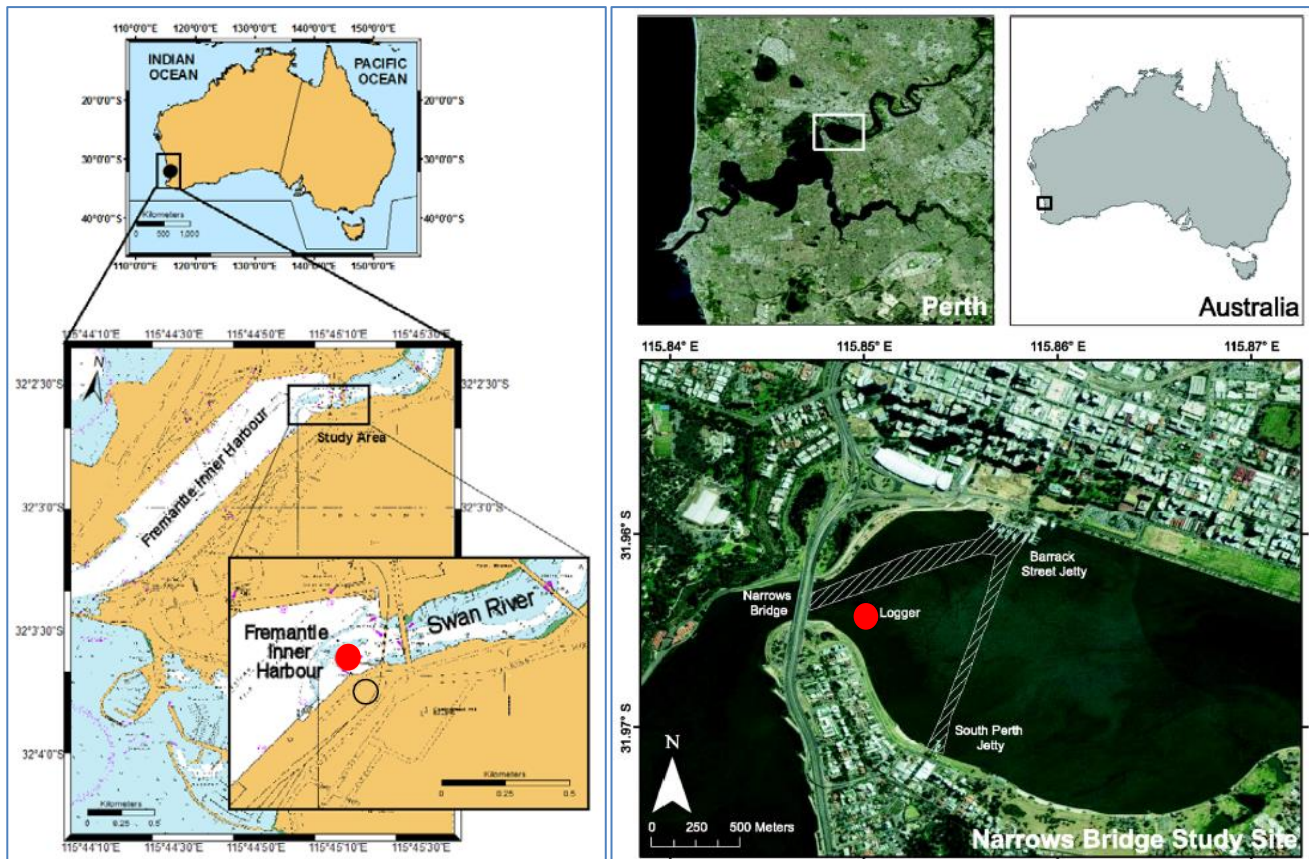 110°0'0"E 120°0'0"E 130°0'0"E 140°0'0"E 150°0'0"E
INDIAN
OCEAN
PACIFIC
OCEAN
20°0'0"S
20°0'0"S
30°0'0"S
30°0'0"S
40°0'0"S
40°0'0"S
Kilometers
0 500 1,000
110°0'0"E 120°0'0"E 130°0'0"E 140°0'0"E 150°0'0"E
115°44'10"E 115°44'30"E 115°44'50"E 115°45'10"E 115°45'30"E
N
32°2'30"S
32°2'30"S
Study Area
Fremantle Inner Harbour
32°3'0"S
32°3'0"S
32°3'30"S
32°4'0"S
Swan River
Fremantle
Inner
Harbour
Kilometers
0 0.25 0.5
Kilometers
0 0.25 0.5
115°44'10"E 115°44'30"E 115°44'50"E 115°45'10"E 115°45'30"E
Perth
Australia
115.84° 115.85° 115.86° 115.87°
31.96° S
31.97° S
Barrack
Street Jetty
Narrows
Bridge
Logger
South Perth
Jetty
N
0 250 500 Meters
Narrows Bridge Study Site